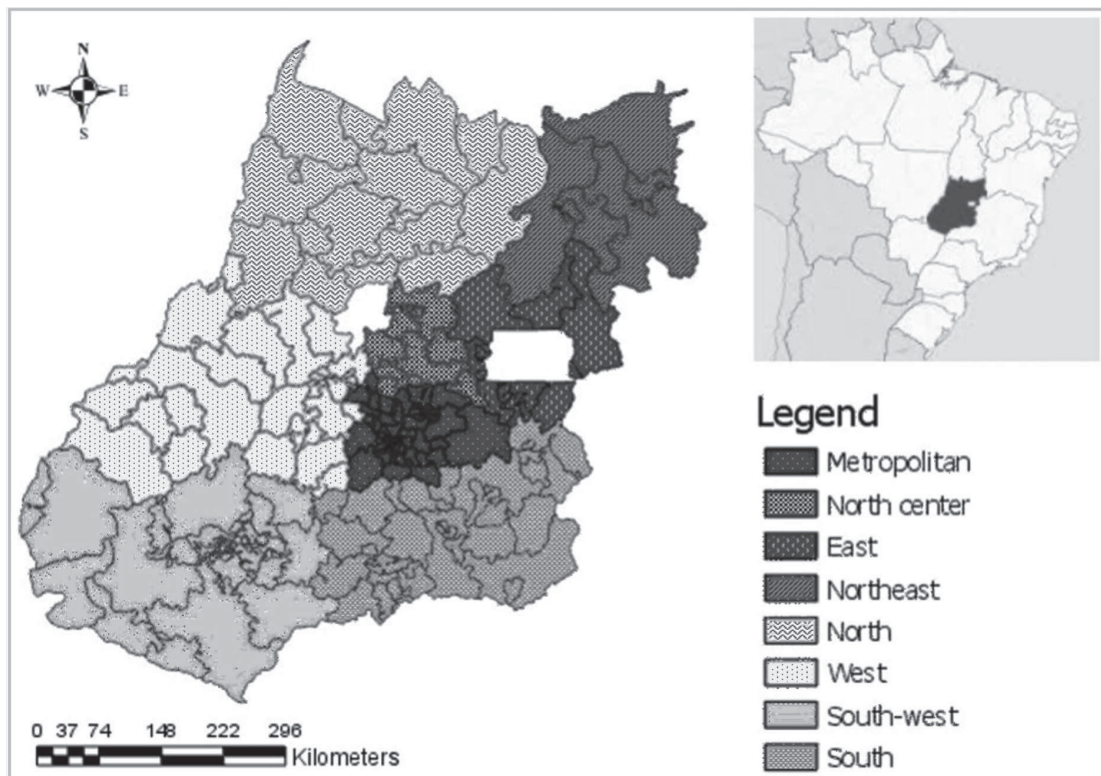 N
W E
S
Legend
Metropolitan
North center
East
Northeast
North
West
South-west
South
0 37 74 148 222 296
Kilometers